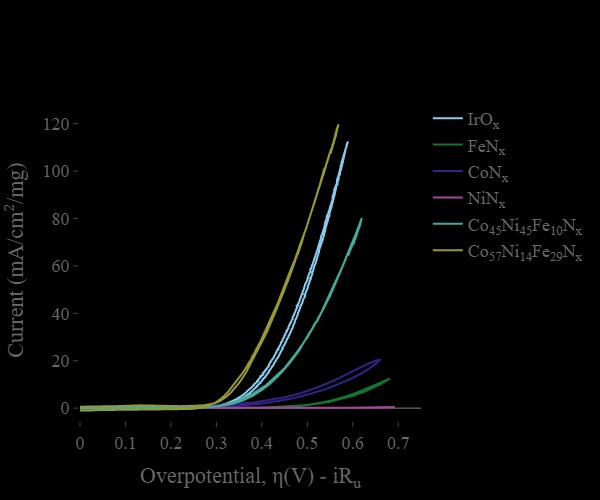 120
100
80
60
40
20
0
Current (mA/cm²/mg)
0 0.1 0.2 0.3 0.4 0.5 0.6 0.7
Overpotential, η(V) - iRᵤ
IrOₓ
FeNₓ
CoNₓ
NiNₓ
Co₄₅Ni₄₅Fe₁₀Nₓ
Co₅₇Ni₁₄Fe₂₉Nₓ